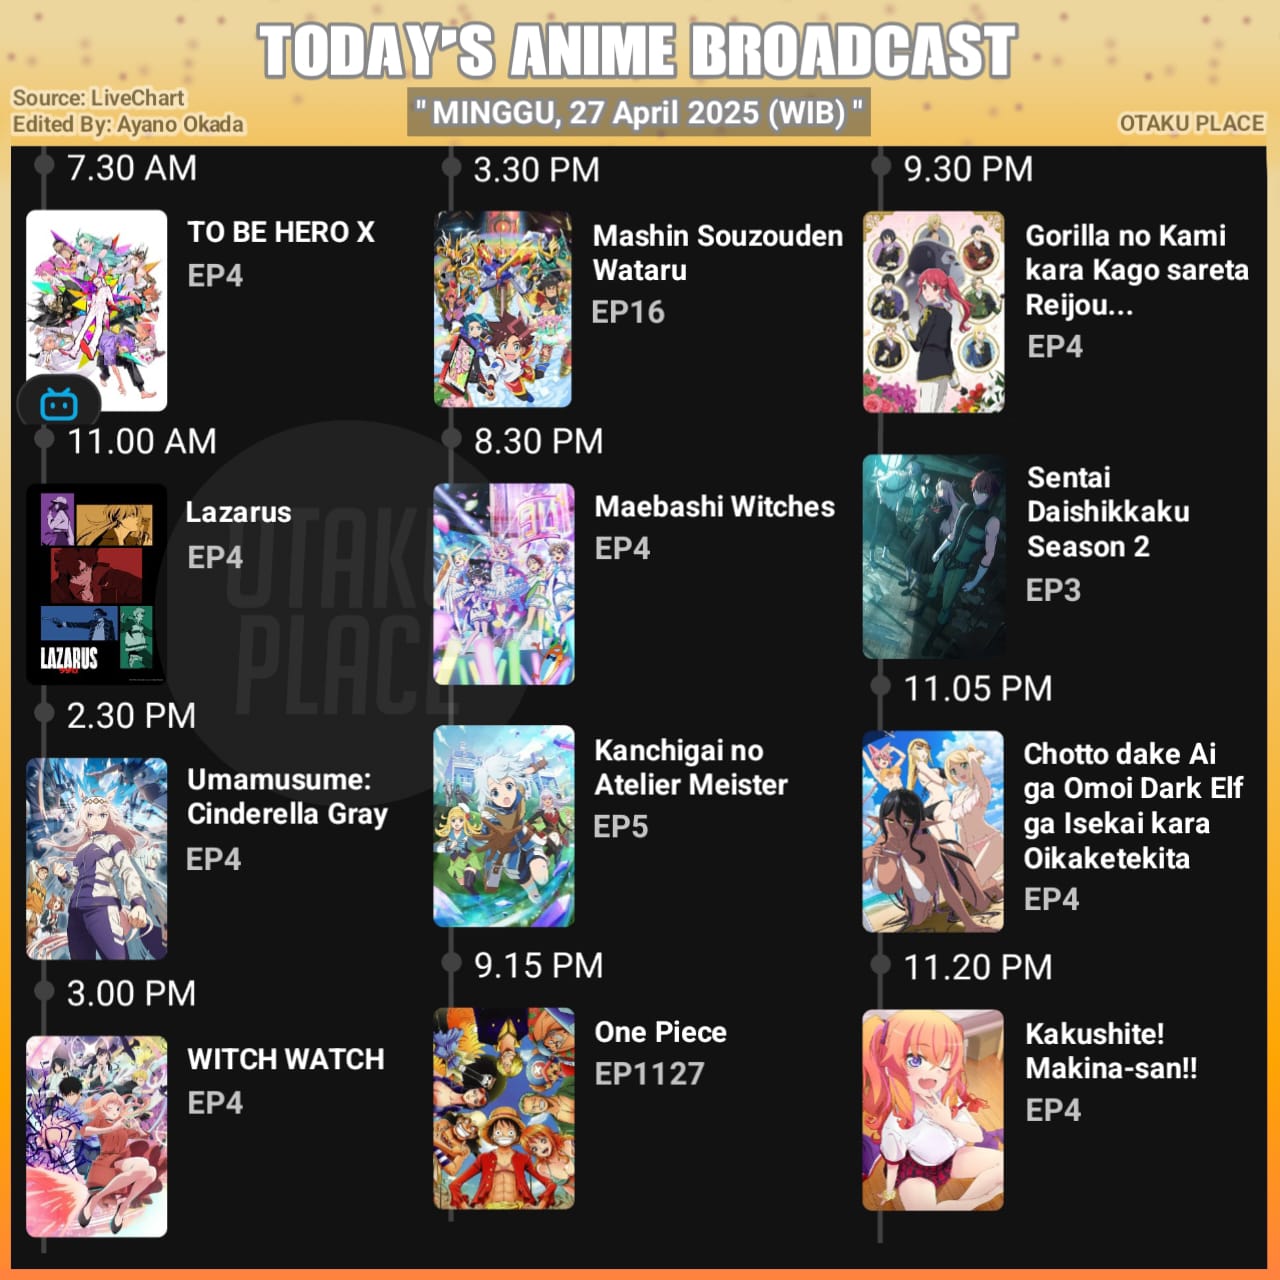 TODAY'S ANIME BROADCAST
Source: LiveChart
Edited By: Ayano Okada
" MINGGU, 27 April 2025 (WIB) "
OTAKU PLACE
7.30 AM
TO BE HERO X
EP4
11.00 AM
Lazarus
EP4
LAZARUS
2.30 PM
Umamusume:
Cinderella Gray
EP4
3.00 PM
WITCH WATCH
EP4
OTAKU
PLACE
3.30 PM
Mashin Souzouden
Wataru
EP16
8.30 PM
Maebashi Witches
EP4
Kanchigai no
Atelier Meister
EP5
9.15 PM
One Piece
EP1127
9.30 PM
Gorilla no Kami
kara Kago sareta
Reijou...
EP4
Sentai
Daishikkaku
Season 2
EP3
11.05 PM
Chotto dake Ai
ga Omoi Dark Elf
ga Isekai kara
Oikaketekita
EP4
11.20 PM
Kakushite!
Makina-san!!
EP4